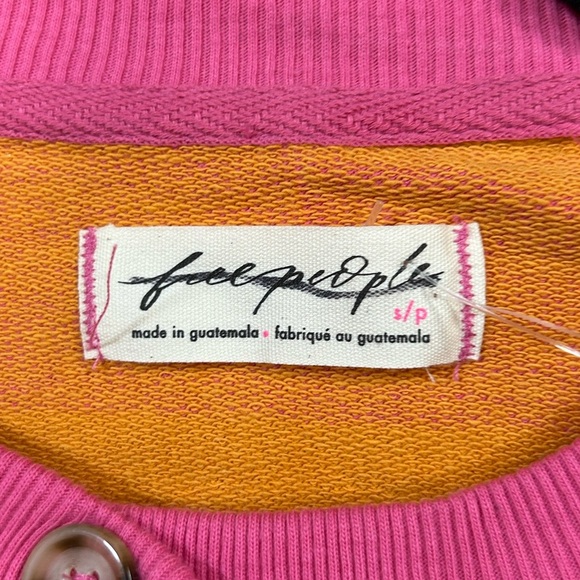 free people
s/p
made in guatemala • fabriqué au guatemala